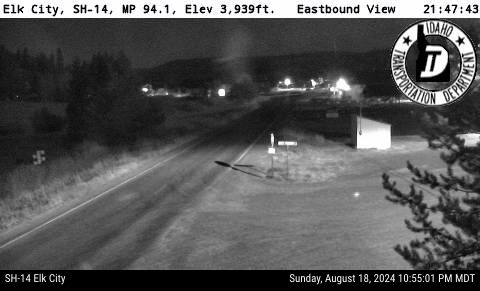 Elk City, SH-14, MP 94.1, Elev 3,939ft. Eastbound View 21:47:43
IDAHO
TRANSPORTATION DEPARTMENT
SH-14 Elk City Sunday, August 18, 2024 10:55:01 PM MDT